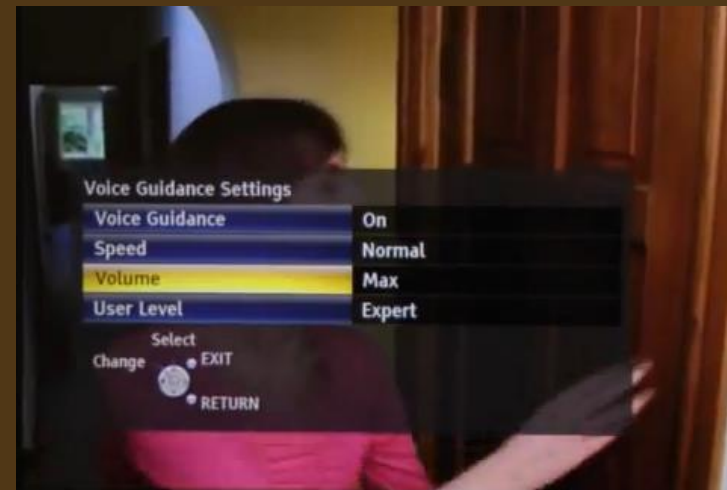 Voice Guidance Settings
Voice Guidance On
Speed Normal
Volume Max
User Level Expert
Select
Change EXIT
RETURN